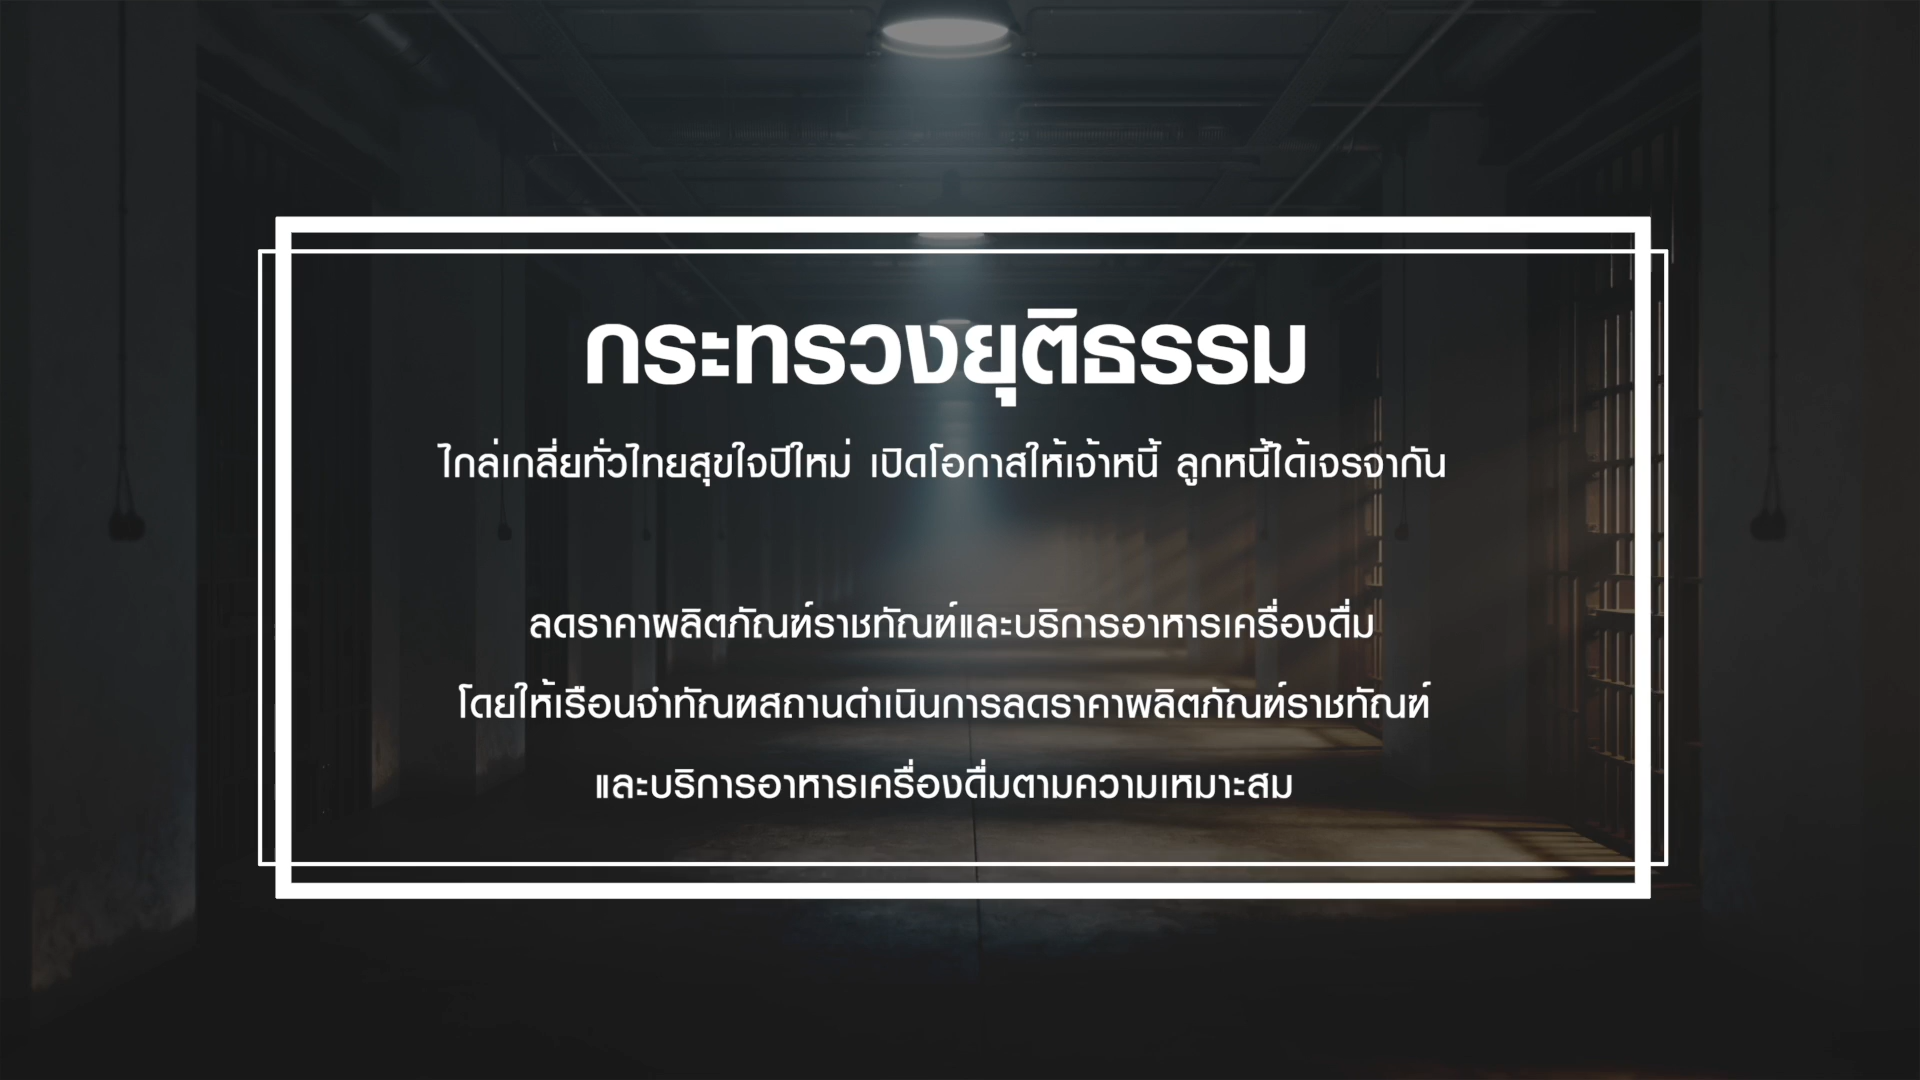 กระทรวงยุติธรรม
ไกล่เกลี่ยทั่วไทยสุขใจปีใหม่ เปิดโอกาสให้เจ้าหนี้ ลูกหนี้ได้เจรจากัน
ลดราคาผลิตภัณฑ์ราชทัณฑ์และบริการอาหารเครื่องดื่ม
โดยให้เรือนจำทัณฑสถานดำเนินการลดราคาผลิตภัณฑ์ราชทัณฑ์
และบริการอาหารเครื่องดื่มตามความเหมาะสม